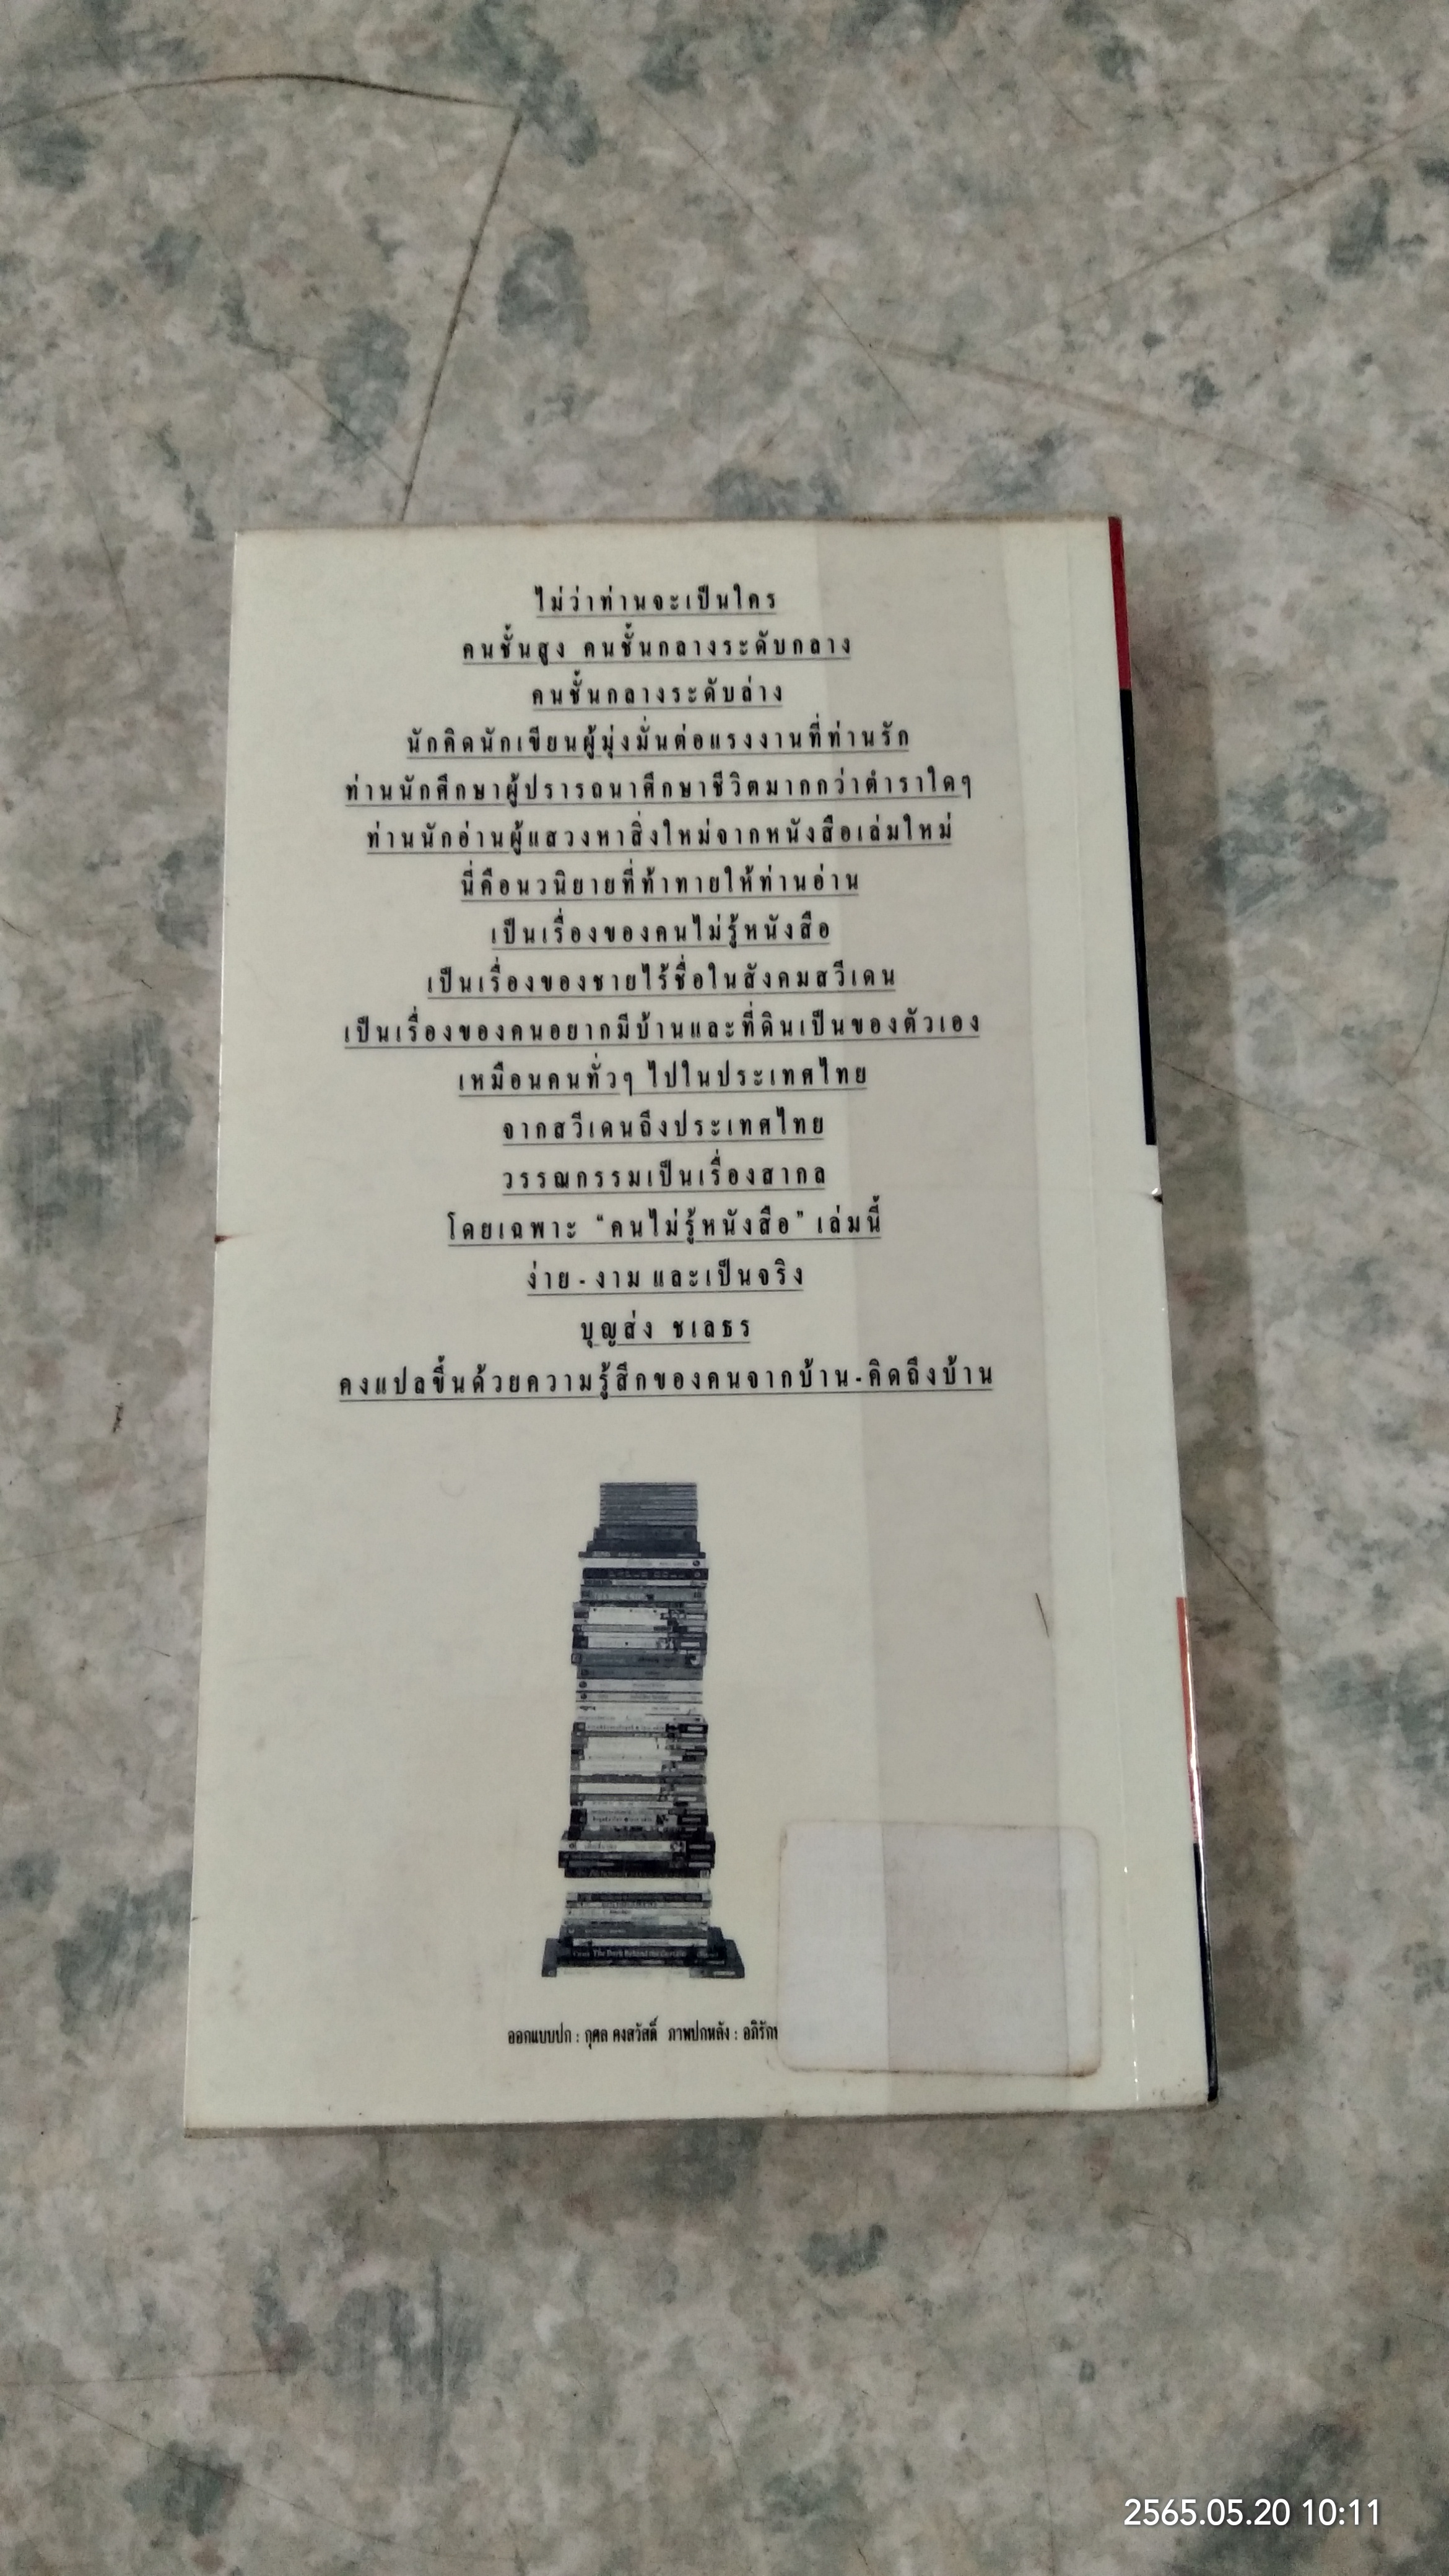 ไม่ว่าท่านจะเป็นใคร
คนชั้นสูง คนชั้นกลางระดับกลาง
คนชั้นกลางระดับล่าง
นักคิดนักเขียนผู้มุ่งมั่นต่อแรงงานที่ท่านรัก
ท่านนักศึกษาผู้ปรารถนาศึกษาชีวิตมากกว่าตำราใดๆ
ท่านนักอ่านผู้แสวงหาสิ่งใหม่จากหนังสือเล่มใหม่
นี่คือนวนิยายที่ท้าทายให้ท่านอ่าน
เป็นเรื่องของคนไม่รู้หนังสือ
เป็นเรื่องของชายไร้ชื่อในสังคมสวีเดน
เป็นเรื่องของคนอยากมีบ้านและที่ดินเป็นของตัวเอง
เหมือนคนทั่วๆ ไปในประเทศไทย
จากสวีเดนถึงประเทศไทย
วรรณกรรมเป็นเรื่องสากล
โดยเฉพาะ “คนไม่รู้หนังสือ” เล่มนี้
ง่าย - งาม และเป็นจริง
บุญส่ง ชเลธร
คงแปลขึ้นด้วยความรู้สึกของคนจากบ้าน - คิดถึงบ้าน
The Dark Behind the Curtain
ออกแบบปก : กุศล คงสวัสดิ์ ภาพปกหลัง :
2565.05.20 10:11